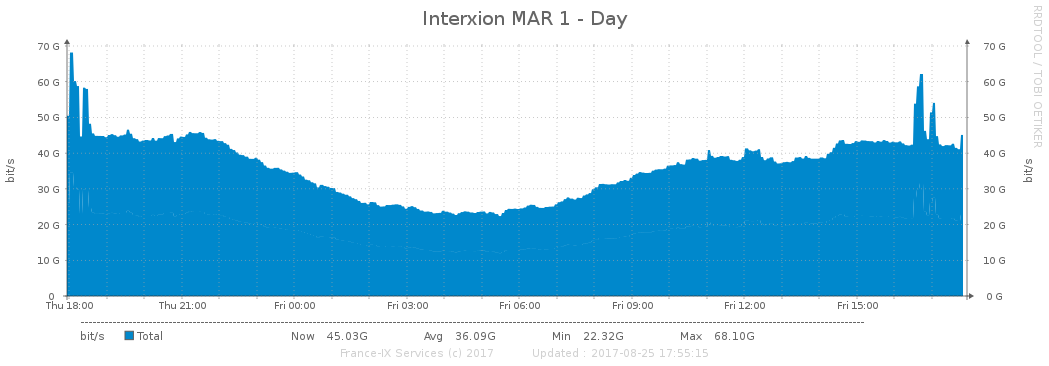 Interxion MAR 1 - Day
RRDTOOL / TOBI OETIKER
bit/s
bit/s
70 G 70 G
60 G 60 G
50 G 50 G
40 G 40 G
30 G 30 G
20 G 20 G
10 G 10 G
0 0 G
Thu 18:00 Thu 21:00 Fri 00:00 Fri 03:00 Fri 06:00 Fri 09:00 Fri 12:00 Fri 15:00
bit/s Total Now 45.03G Avg 36.09G Min 22.32G Max 68.10G
France-IX Services (c) 2017 Updated : 2017-08-25 17:55:15